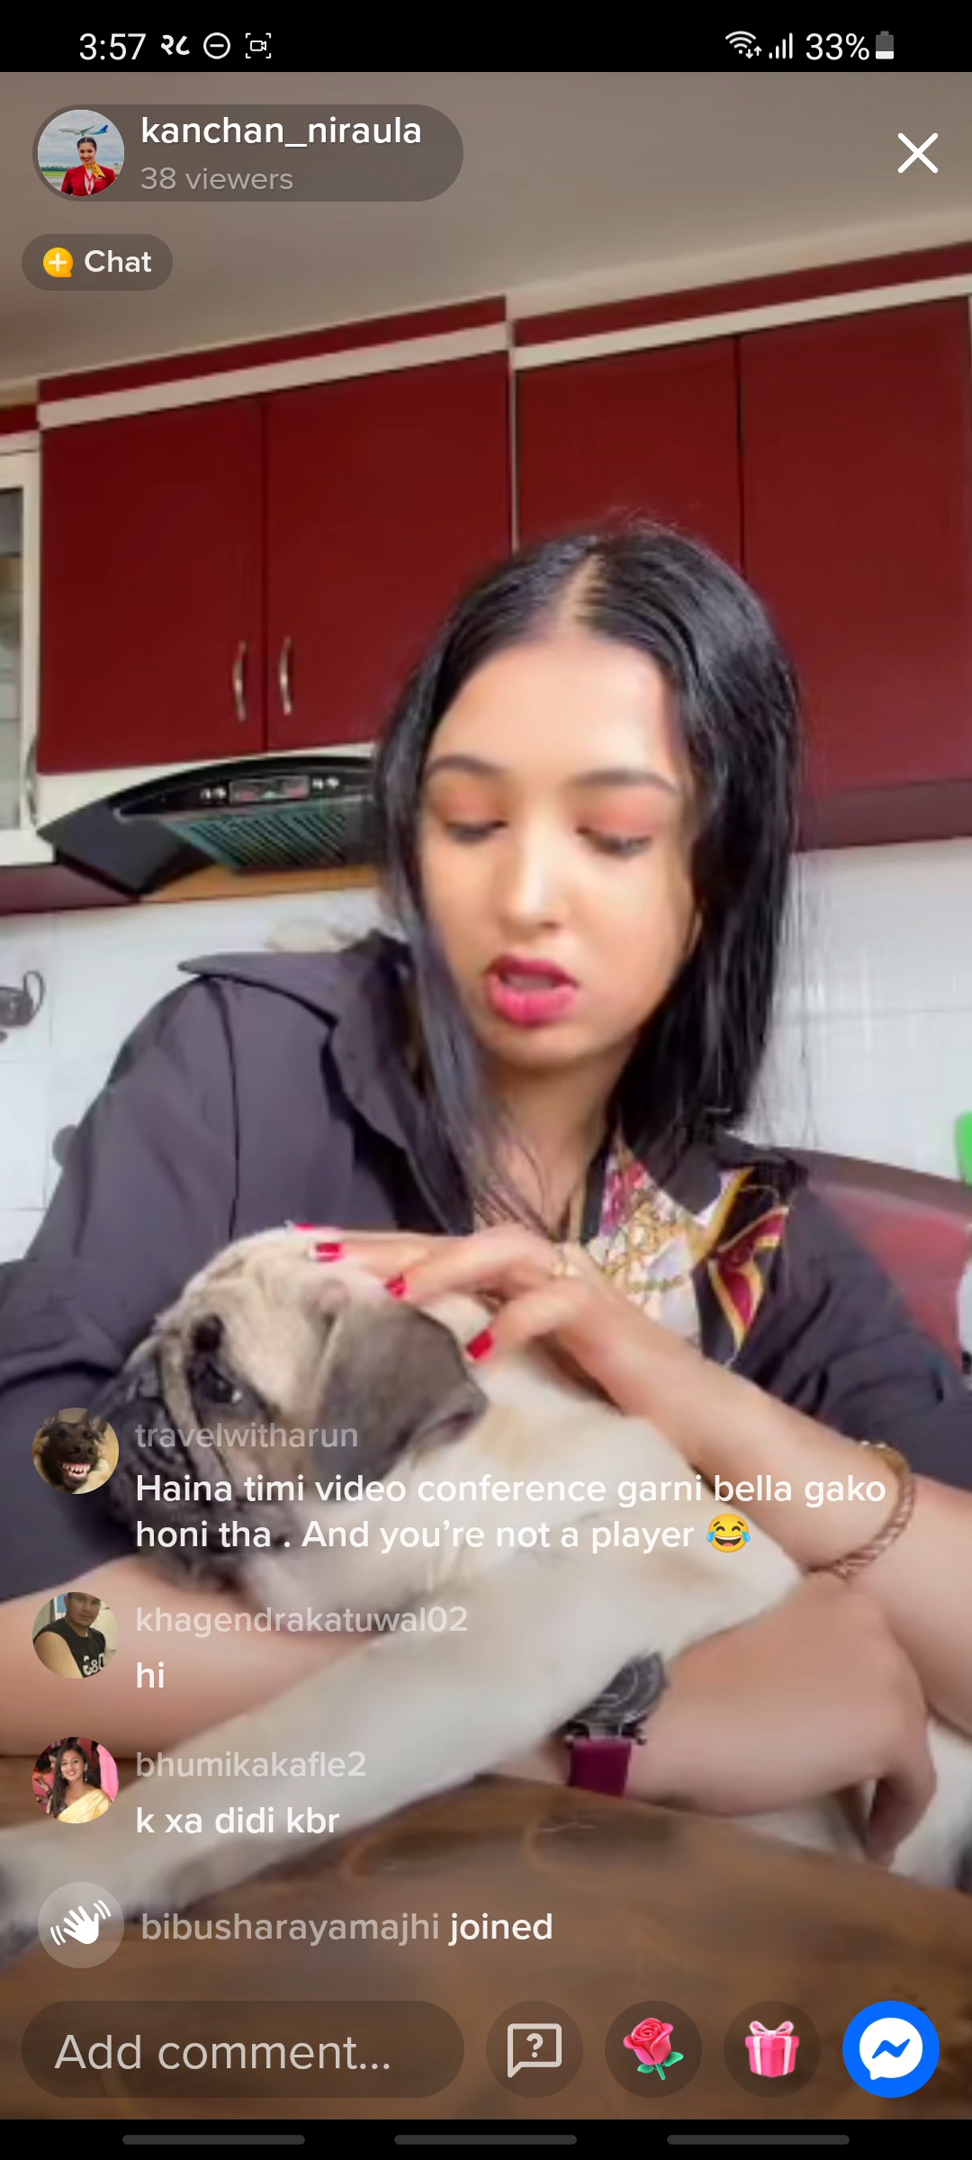 3:57 २८ 33%
kanchan_niraula
38 viewers
Chat
travelwitharun
Haina timi video conference garni bella gako
honi tha . And you’re not a player 😂
khagendrakatuwal02
hi
bhumikakafle2
k xa didi kbr
bibusharayamajhi joined
Add comment...